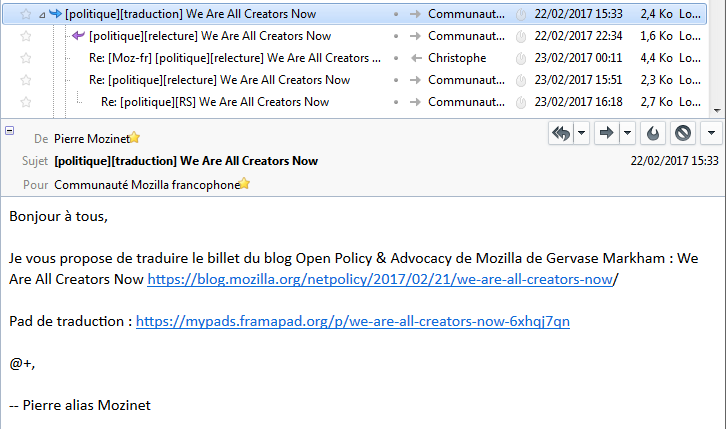 [politique][traduction] We Are All Creators Now Communaut... 22/02/2017 15:33 2,4 Ko Lo...
[politique][relecture] We Are All Creators Now Communaut... 22/02/2017 22:34 1,6 Ko Lo...
Re: [Moz-fr] [politique][relecture] We Are All Creators ... Christophe 23/02/2017 00:11 4,4 Ko Lo...
Re: [politique][relecture] We Are All Creators Now Communaut... 23/02/2017 15:51 2,3 Ko Lo...
Re: [politique][RS] We Are All Creators Now Communaut... 23/02/2017 16:18 2,7 Ko Lo...
De Pierre Mozinet
Sujet [politique][traduction] We Are All Creators Now 22/02/2017 15:33
Pour Communauté Mozilla francophone
Bonjour à tous,
Je vous propose de traduire le billet du blog Open Policy & Advocacy de Mozilla de Gervase Markham : We
Are All Creators Now https://blog.mozilla.org/netpolicy/2017/02/21/we-are-all-creators-now/
Pad de traduction : https://mypads.framapad.org/p/we-are-all-creators-now-6xhqj7qn
@+,
-- Pierre alias Mozinet